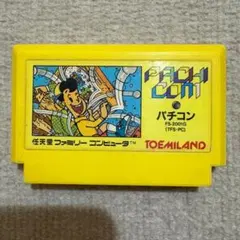 PACHI
COM
パチコン
FS-2001G
(TFS-PC)
任天堂ファミリーコンピュータ
TOEMILAND